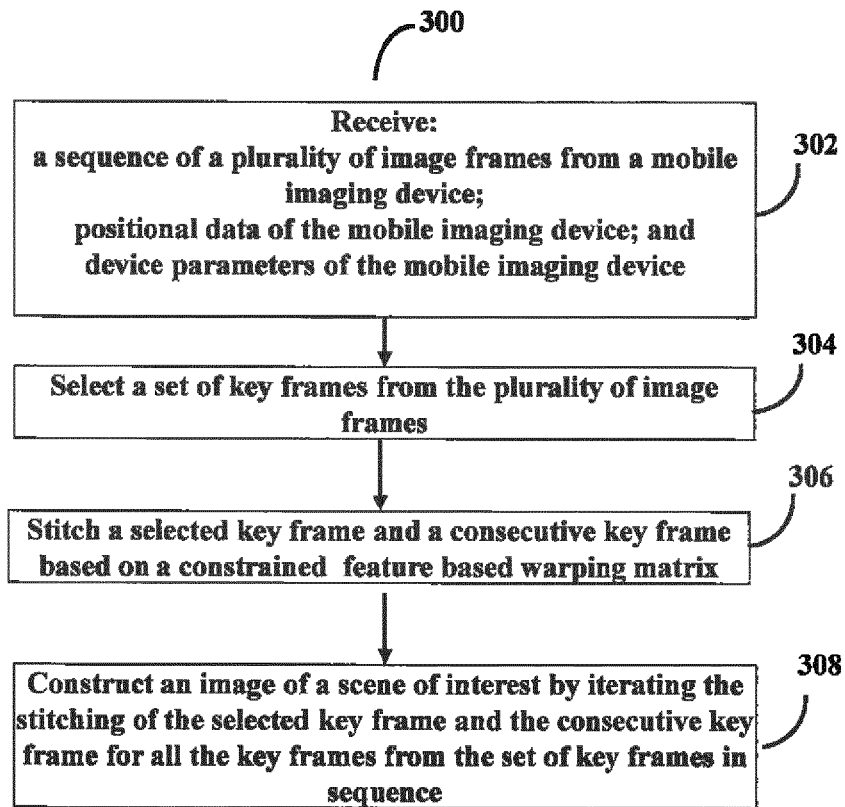 300
Receive:
a sequence of a plurality of image frames from a mobile
imaging device;
positional data of the mobile imaging device; and
device parameters of the mobile imaging device
302
304
Select a set of key frames from the plurality of image
frames
306
Stitch a selected key frame and a consecutive key frame
based on a constrained feature based warping matrix
308
Construct an image of a scene of interest by iterating the
stitching of the selected key frame and the consecutive key
frame for all the key frames from the set of key frames in
sequence